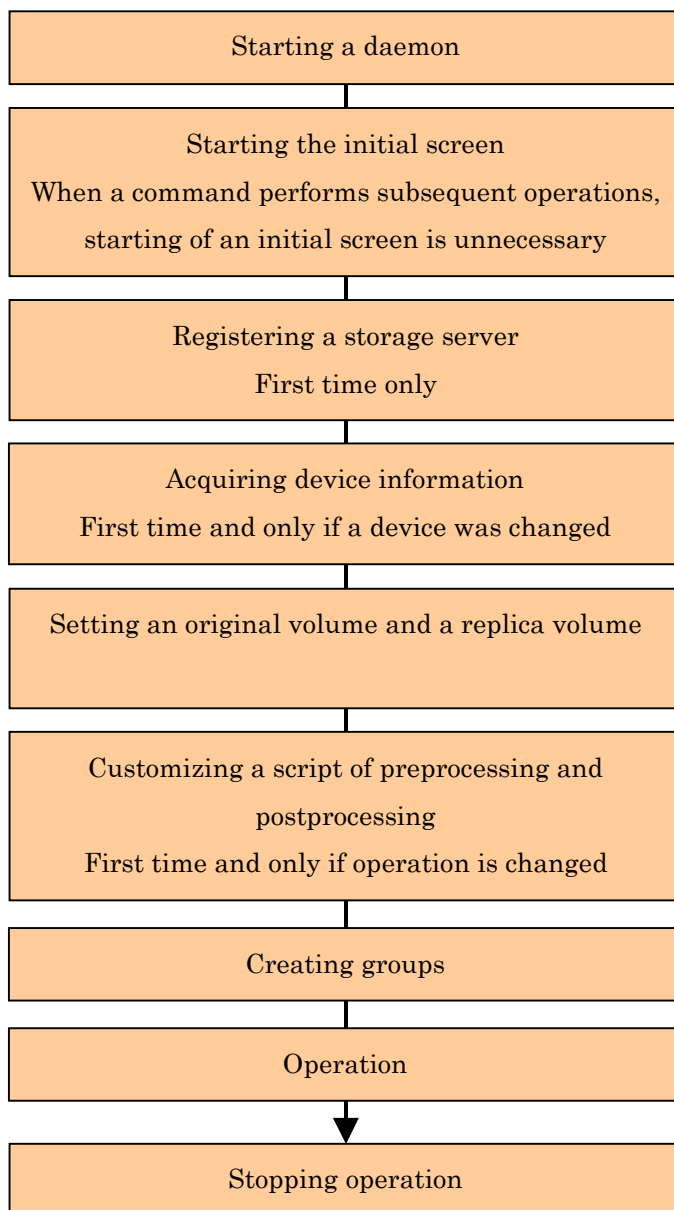 Starting a daemon
Starting the initial screen
When a command performs subsequent operations,
starting of an initial screen is unnecessary
Registering a storage server
First time only
Acquiring device information
First time and only if a device was changed
Setting an original volume and a replica volume
Customizing a script of preprocessing and
postprocessing
First time and only if operation is changed
Creating groups
Operation
Stopping operation